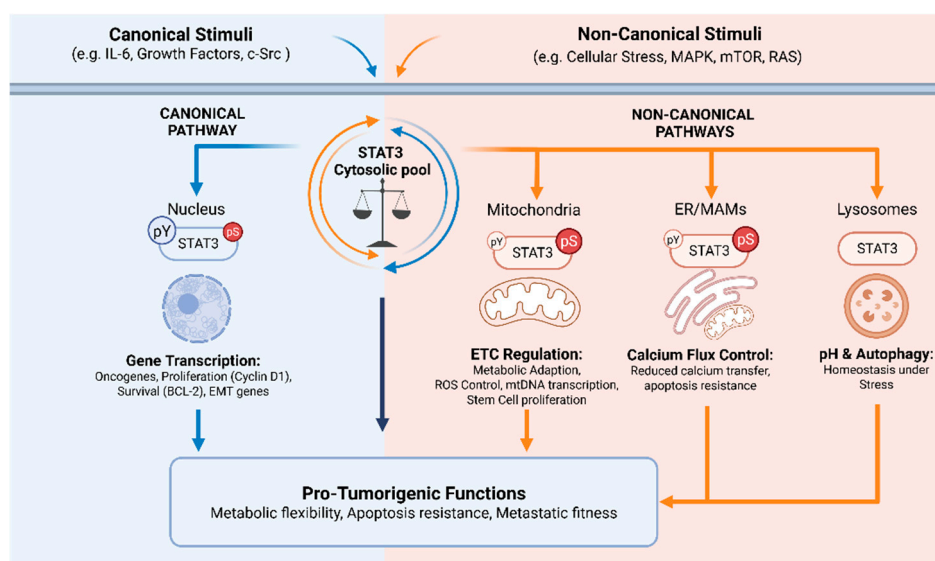 Canonical Stimuli
(e.g. IL-6, Growth Factors, c-Src )
Non-Canonical Stimuli
(e.g. Cellular Stress, MAPK, mTOR, RAS)
CANONICAL
PATHWAY
STAT3
Cytosolic pool
NON-CANONICAL
PATHWAYS
Nucleus
pY
STAT3
pS
Gene Transcription:
Oncogenes, Proliferation (Cyclin D1),
Survival (BCL-2), EMT genes
Mitochondria
pY
STAT3
pS
ETC Regulation:
Metabolic Adaption,
ROS Control, mtDNA transcription,
Stem Cell proliferation
ER/MAMs
pY
STAT3
pS
Calcium Flux Control:
Reduced calcium transfer,
apoptosis resistance
Lysosomes
STAT3
pH & Autophagy:
Homeostasis under
Stress
Pro-Tumorigenic Functions
Metabolic flexibility, Apoptosis resistance, Metastatic fitness